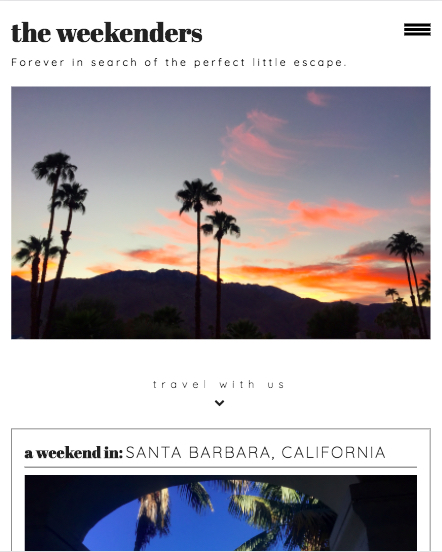 the weekenders
Forever in search of the perfect little escape.
travel with us
a weekend in: SANTA BARBARA, CALIFORNIA